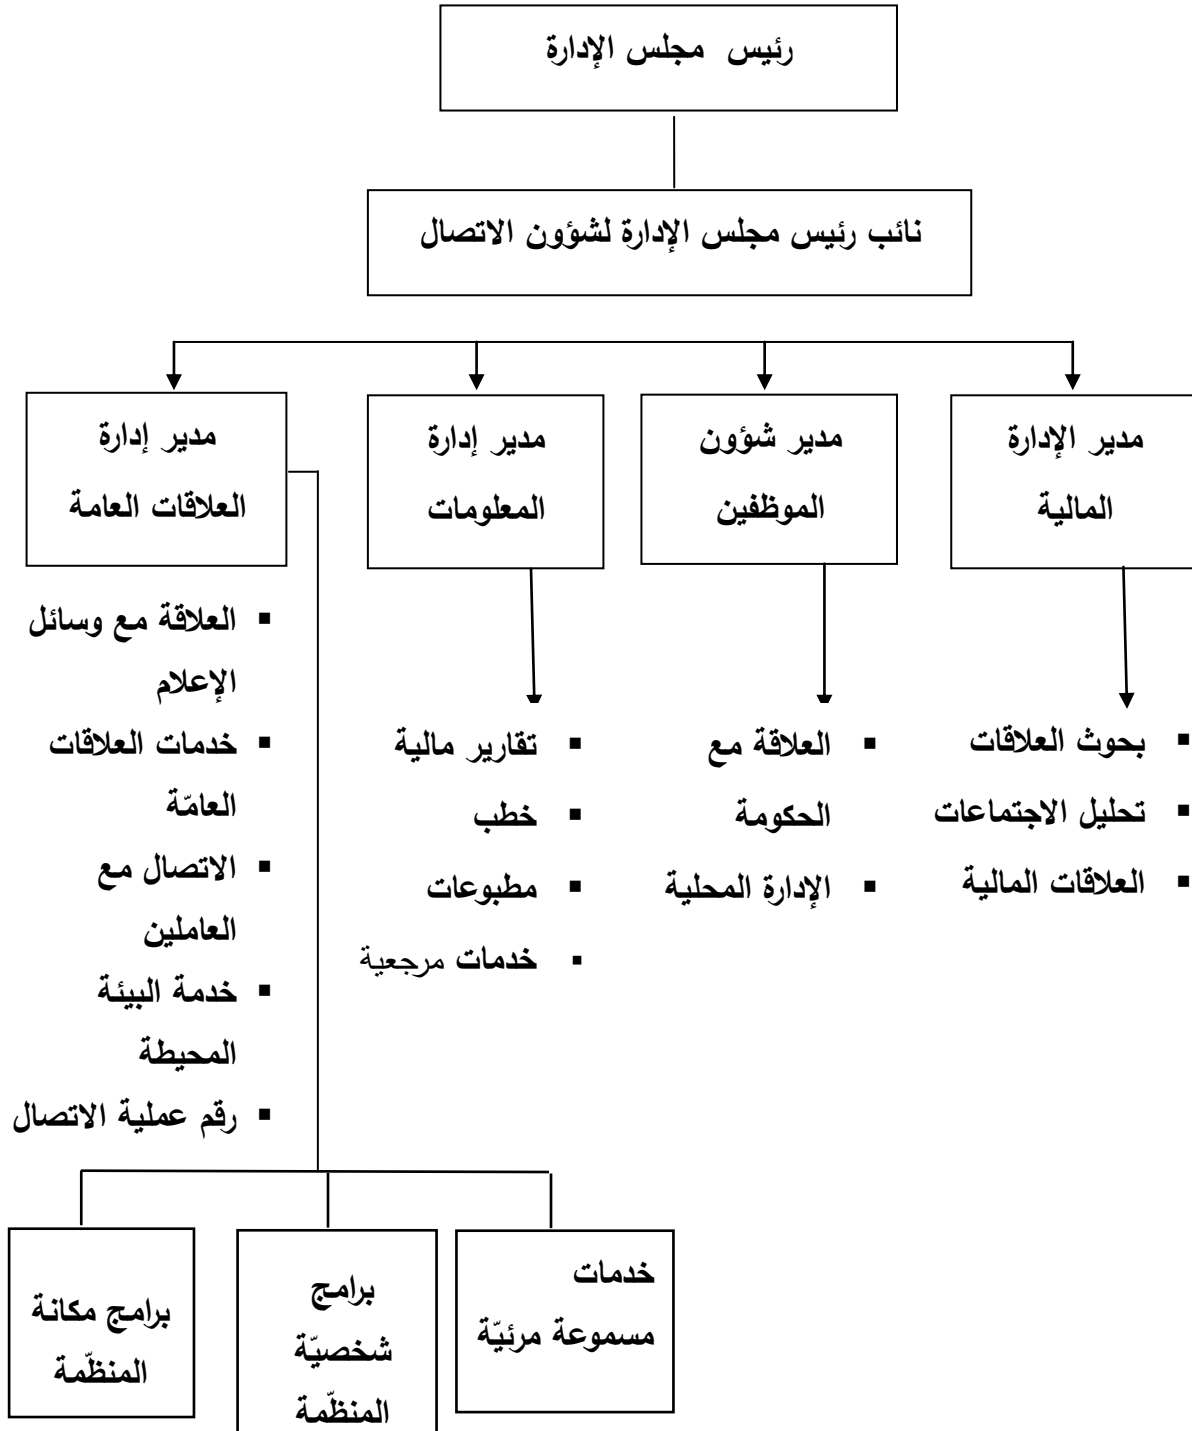 رئيس مجلس الإدارة
نائب رئيس مجلس الإدارة لشؤون الاتصال
مدير الإدارة
المالية
مدير شؤون
الموظفين
مدير إدارة
المعلومات
مدير إدارة
العلاقات العامة
▪ بحوث العلاقات
▪ تحليل الاجتماعات
▪ العلاقات المالية
▪ العلاقة مع
الحكومة
▪ الإدارة المحلية
▪ تقارير مالية
▪ خطب
▪ مطبوعات
▪ خدمات مرجعية
▪ العلاقة مع وسائل
الإعلام
▪ خدمات العلاقات
العامّة
▪ الاتصال مع
العاملين
▪ خدمة البيئة
المحيطة
▪ رقم عملية الاتصال
خدمات
مسموعة مرئيّة
برامج
شخصيّة
المنظّمة
برامج مكانة
المنظّمة